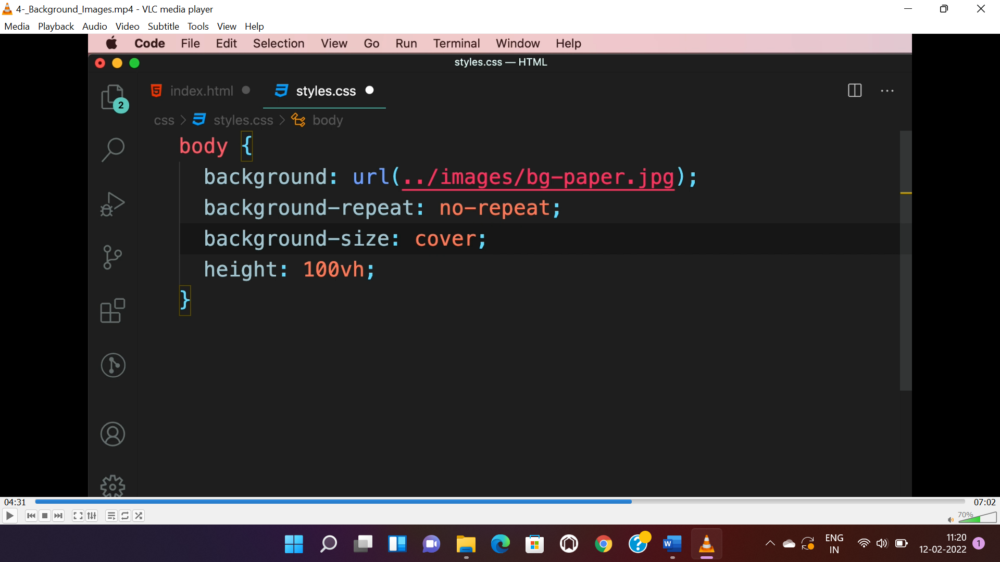 4-_Background_Images.mp4 - VLC media player
Media Playback Audio Video Subtitle Tools View Help
Code File Edit Selection View Go Run Terminal Window Help
styles.css — HTML
index.html styles.css
2
css > styles.css > body
body {
background: url(../images/bg-paper.jpg);
background-repeat: no-repeat;
background-size: cover;
height: 100vh;
}
04:31 07:02
70%
ENG
IN
11:20
12-02-2022
1